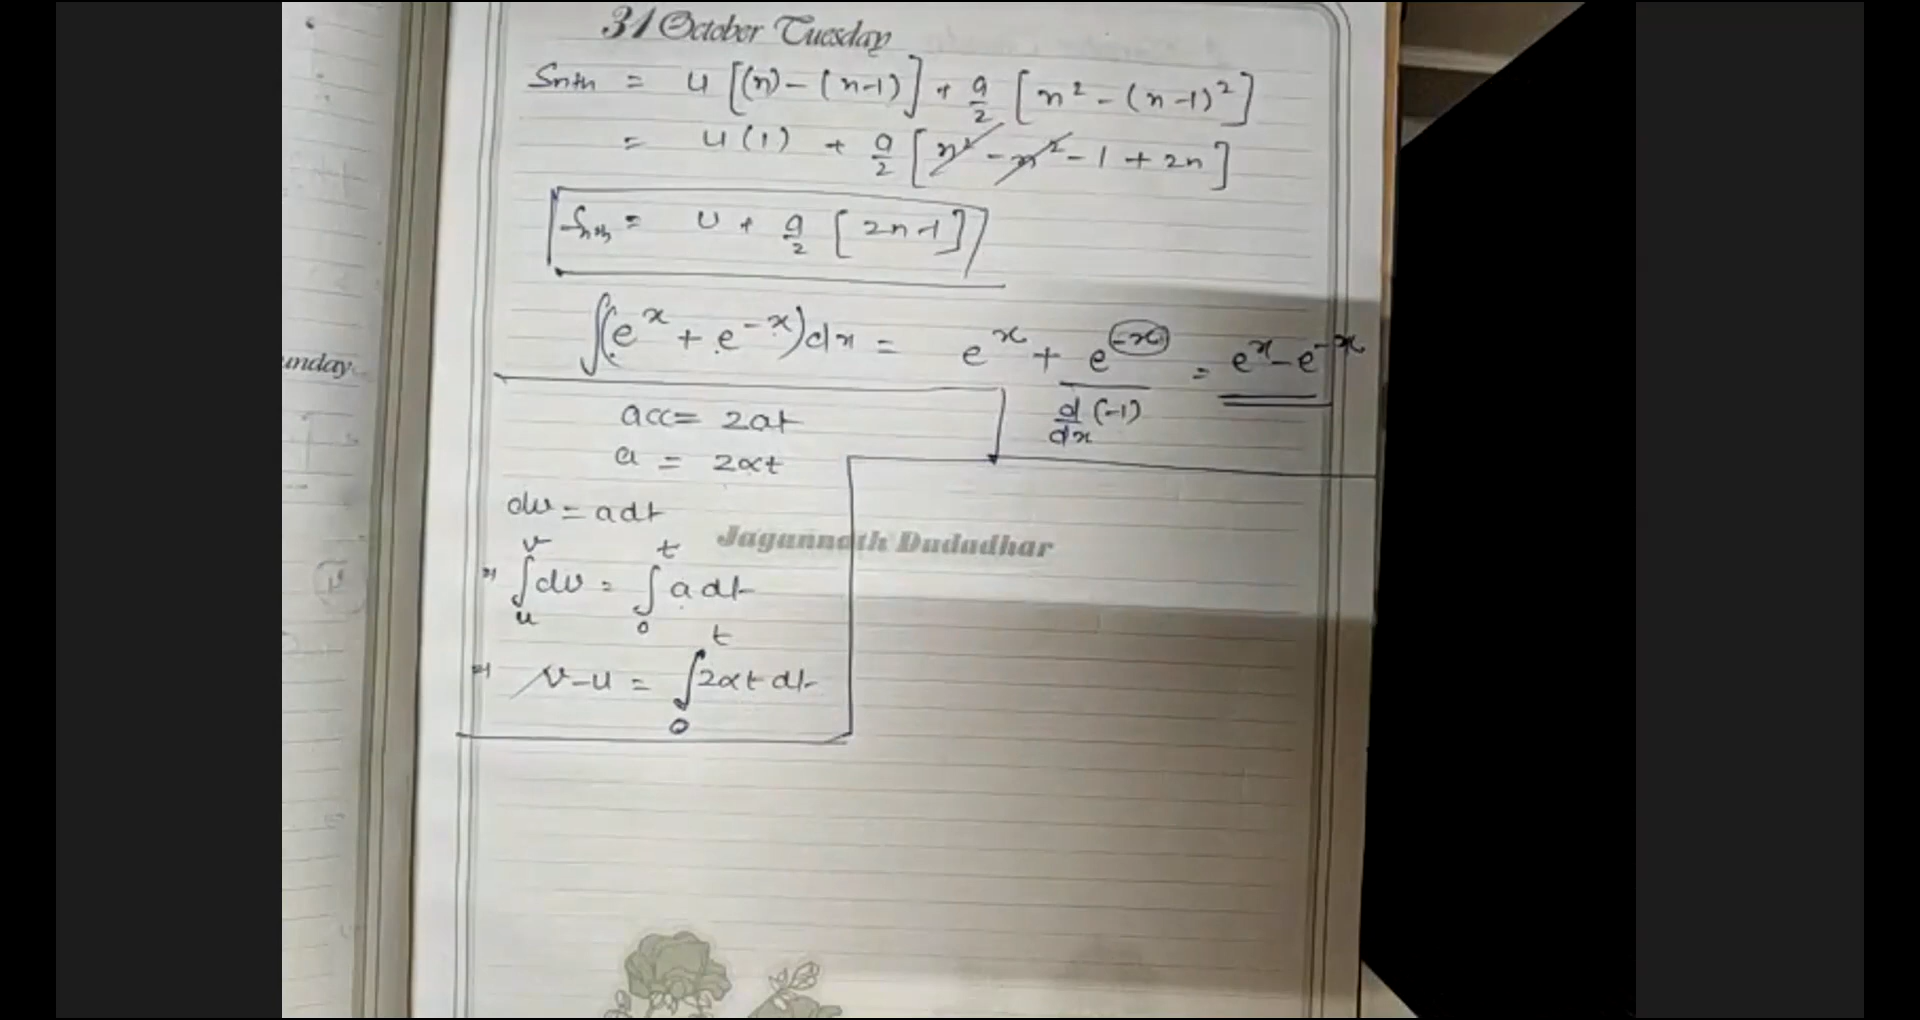 31 October Tuesday
Snth = u [(n) - (n-1)] + a/2 [n² - (n-1)²]
= u(1) + a/2 [n² - n² - 1 + 2n]
Snth = u + a/2 [2n-1]
∫(e^x + e^-x)dx = e^x + e^(-x) / d/dx (-1) = e^x - e^-x
unday
acc = 2at
a = 2αt
dv = adt
Jagannath Dudadhar
⇒ ∫_u^v dv = ∫_0^t a dt
⇒ v-u = ∫_0^t 2αt dt